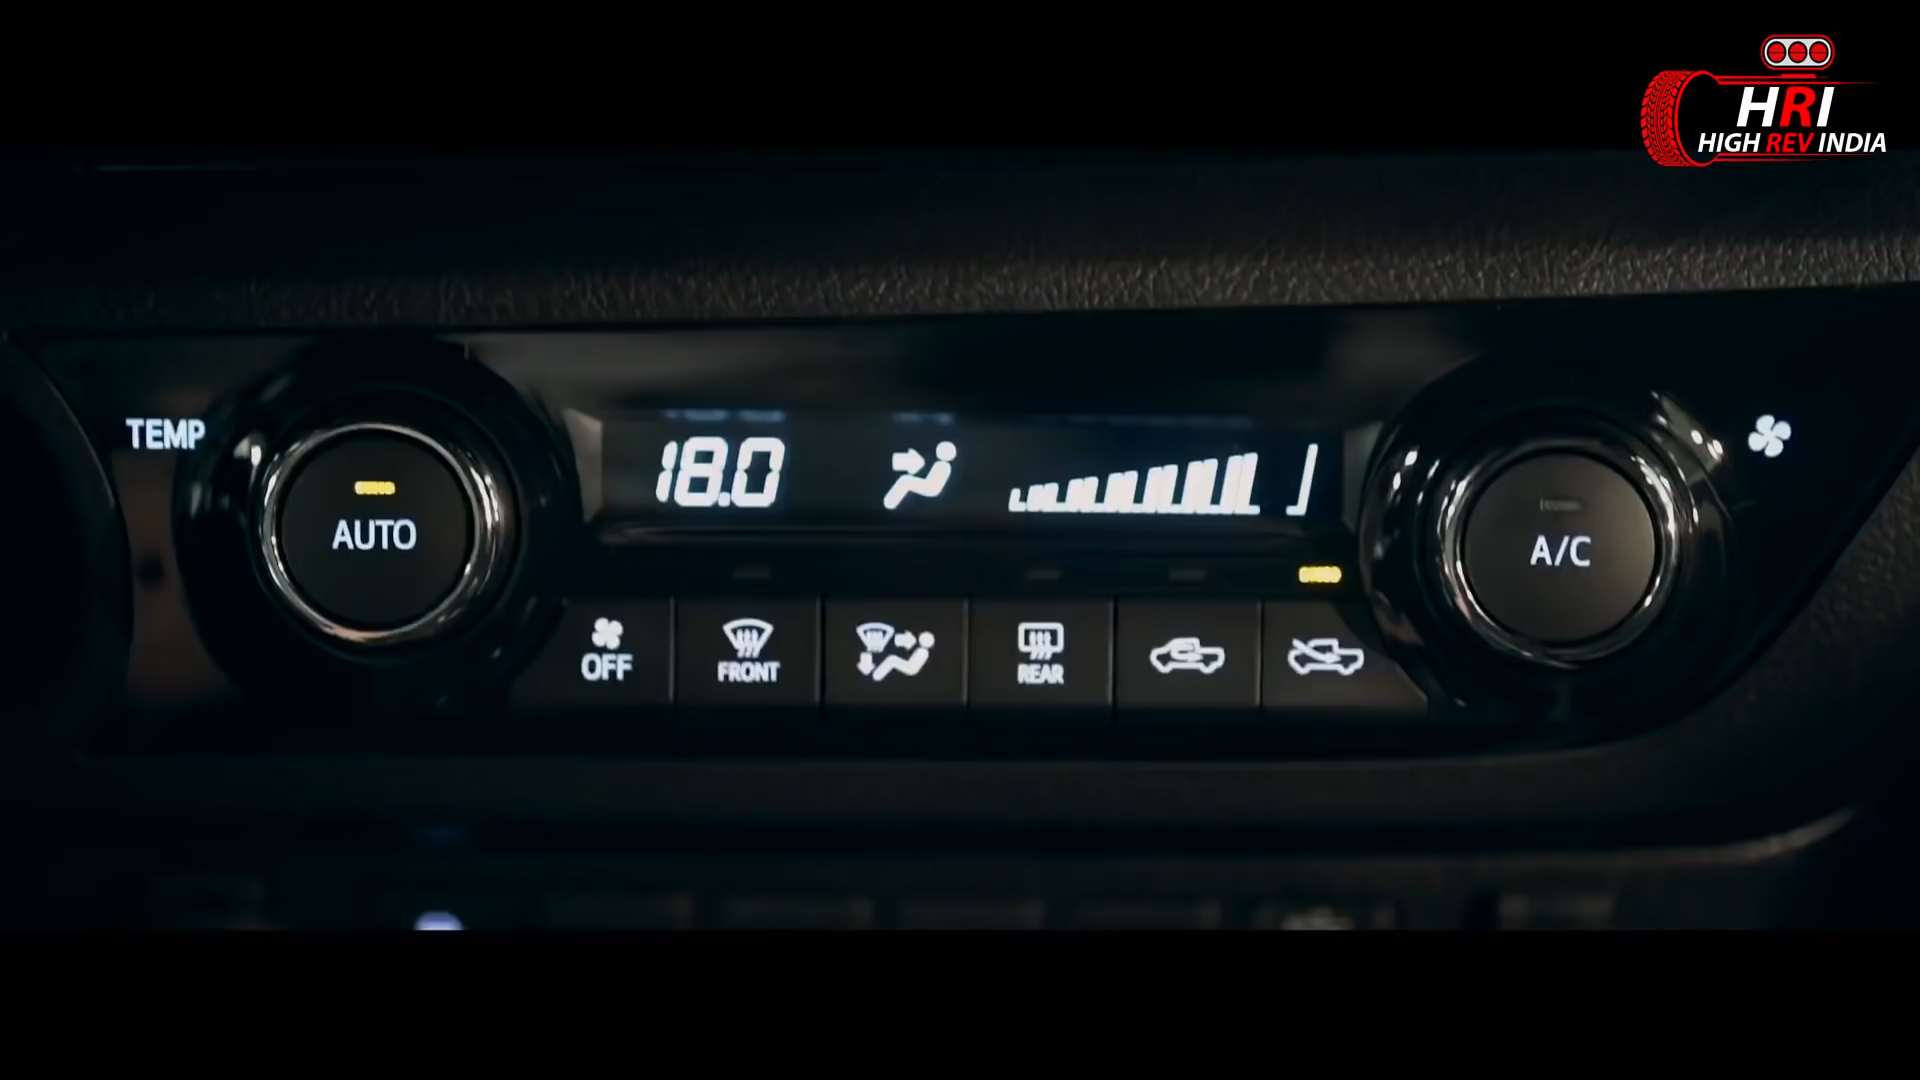 HRI
HIGH REV INDIA
TEMP
18.0
AUTO
A/C
OFF
FRONT
REAR